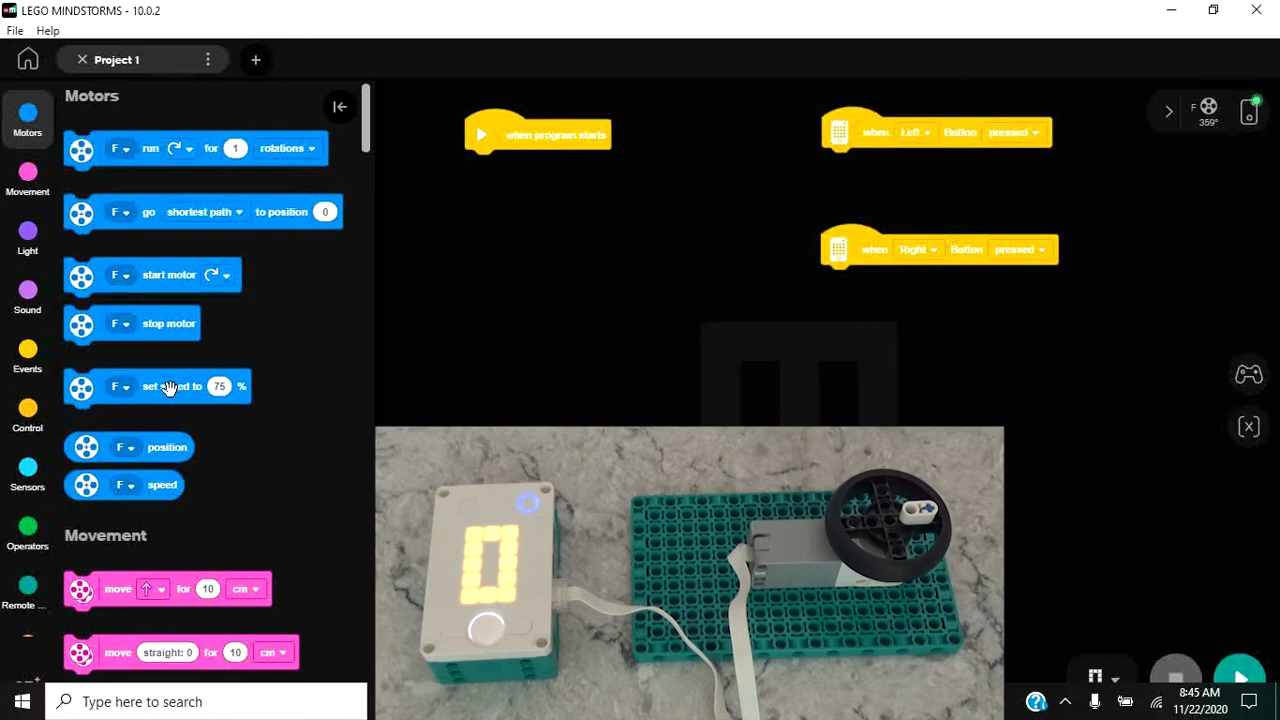 LEGO MINDSTORMS - 10.0.2
File Help
Project 1
Motors
Motors
F run for 1 rotations
F go shortest path to position 0
F start motor
F stop motor
F set speed to 75 %
F position
F speed
Movement
move for 10 cm
move straight: 0 for 10 cm
Movement
Light
Sound
Events
Control
Sensors
Operators
Remote ...
when program starts
when Left Button pressed
when Right Button pressed
F
359°
0
Type here to search
8:45 AM
11/22/2020